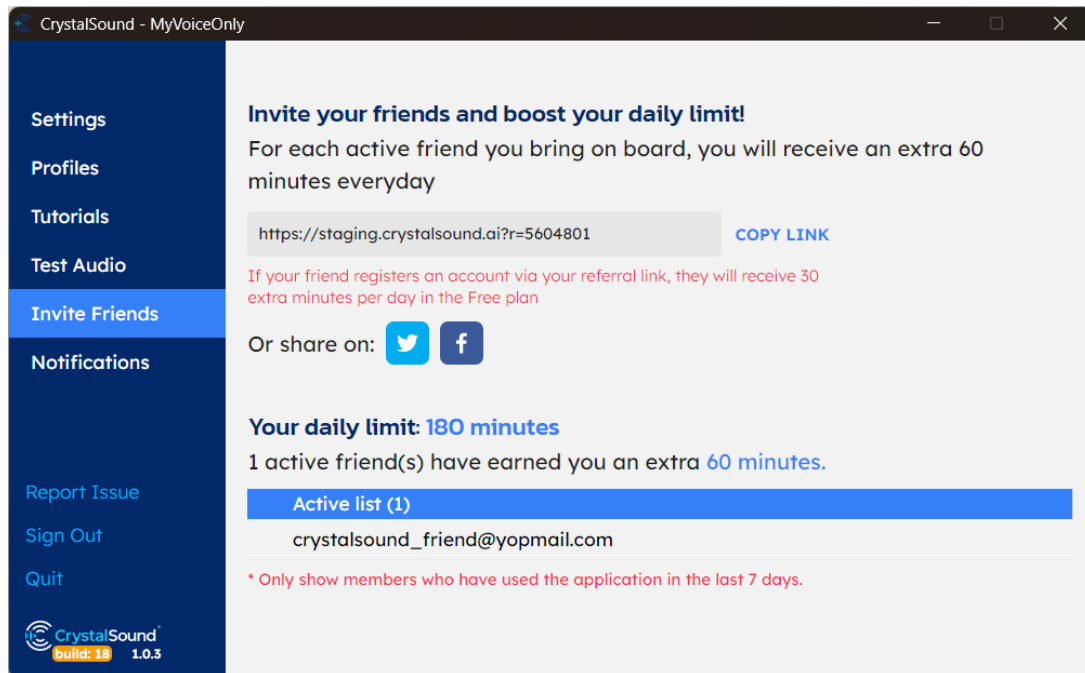 CrystalSound - MyVoiceOnly
Settings
Profiles
Tutorials
Test Audio
Invite Friends
Notifications
Report Issue
Sign Out
Quit
CrystalSound
build: 18 1.0.3
Invite your friends and boost your daily limit!
For each active friend you bring on board, you will receive an extra 60
minutes everyday
https://staging.crystalsound.ai?r=5604801 COPY LINK
If your friend registers an account via your referral link, they will receive 30
extra minutes per day in the Free plan
Or share on:
Your daily limit: 180 minutes
1 active friend(s) have earned you an extra 60 minutes.
Active list (1)
crystalsound_friend@yopmail.com
* Only show members who have used the application in the last 7 days.